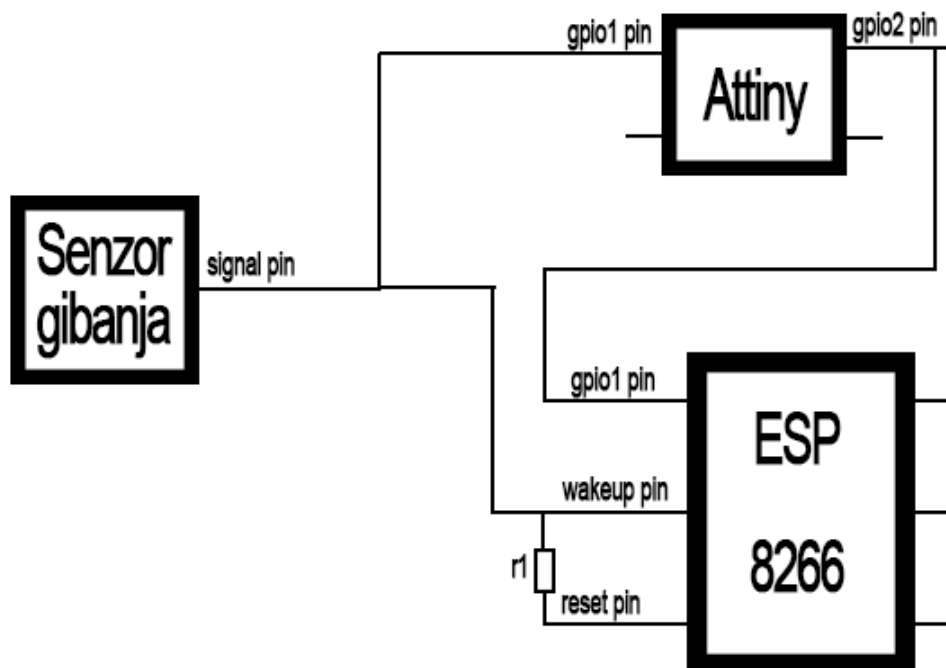 gpio1 pin
gpio2 pin
Attiny
Senzor
gibanja
signal pin
gpio1 pin
ESP
8266
wakeup pin
r1
reset pin